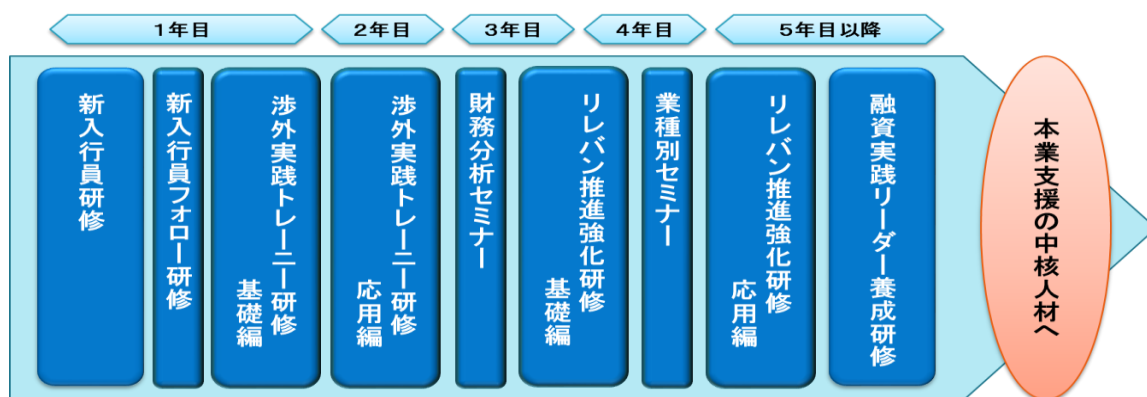 1年目
2年目
3年目
4年目
5年目以降
新入行員研修
新入行員フォロー研修
渉外実践トレーニー研修
基礎編
渉外実践トレーニー研修
応用編
財務分析セミナー
リレバン推進強化研修
基礎編
業種別セミナー
リレバン推進強化研修
応用編
融資実践リーダー養成研修
本業支援の中核人材へ